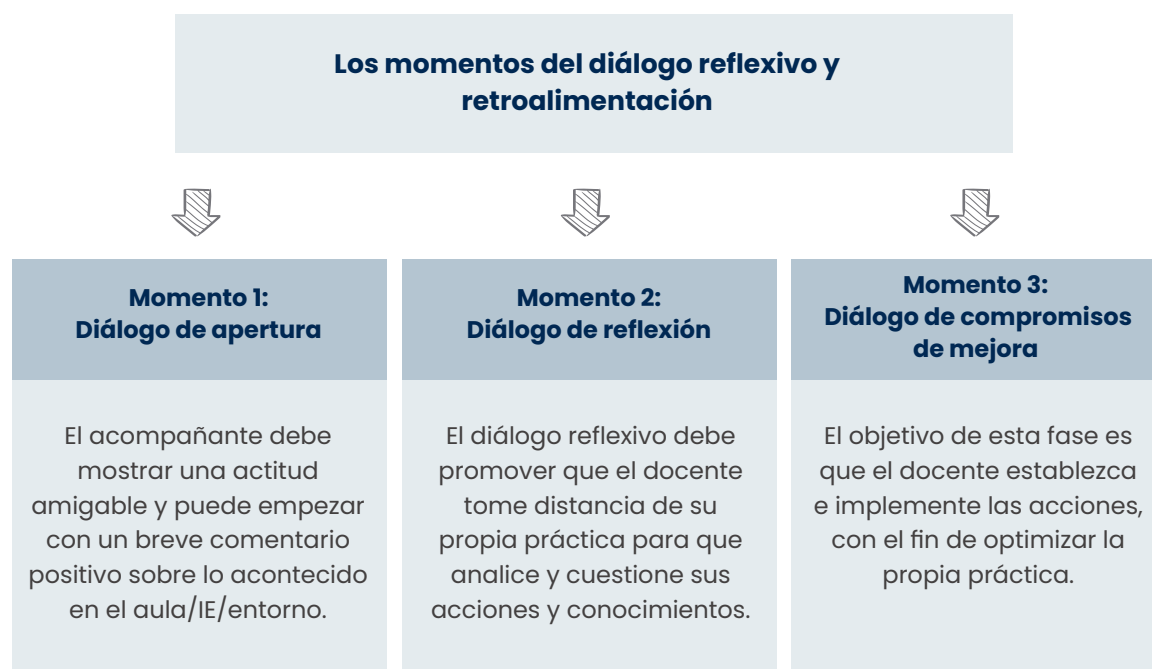 Los momentos del diálogo reflexivo y
retroalimentación
Momento 1:
Diálogo de apertura
El acompañante debe
mostrar una actitud
amigable y puede empezar
con un breve comentario
positivo sobre lo acontecido
en el aula/IE/entorno.
Momento 2:
Diálogo de reflexión
El diálogo reflexivo debe
promover que el docente
tome distancia de su
propia práctica para que
analice y cuestione sus
acciones y conocimientos.
Momento 3:
Diálogo de compromisos
de mejora
El objetivo de esta fase es
que el docente establezca
e implemente las acciones,
con el fin de optimizar la
propia práctica.